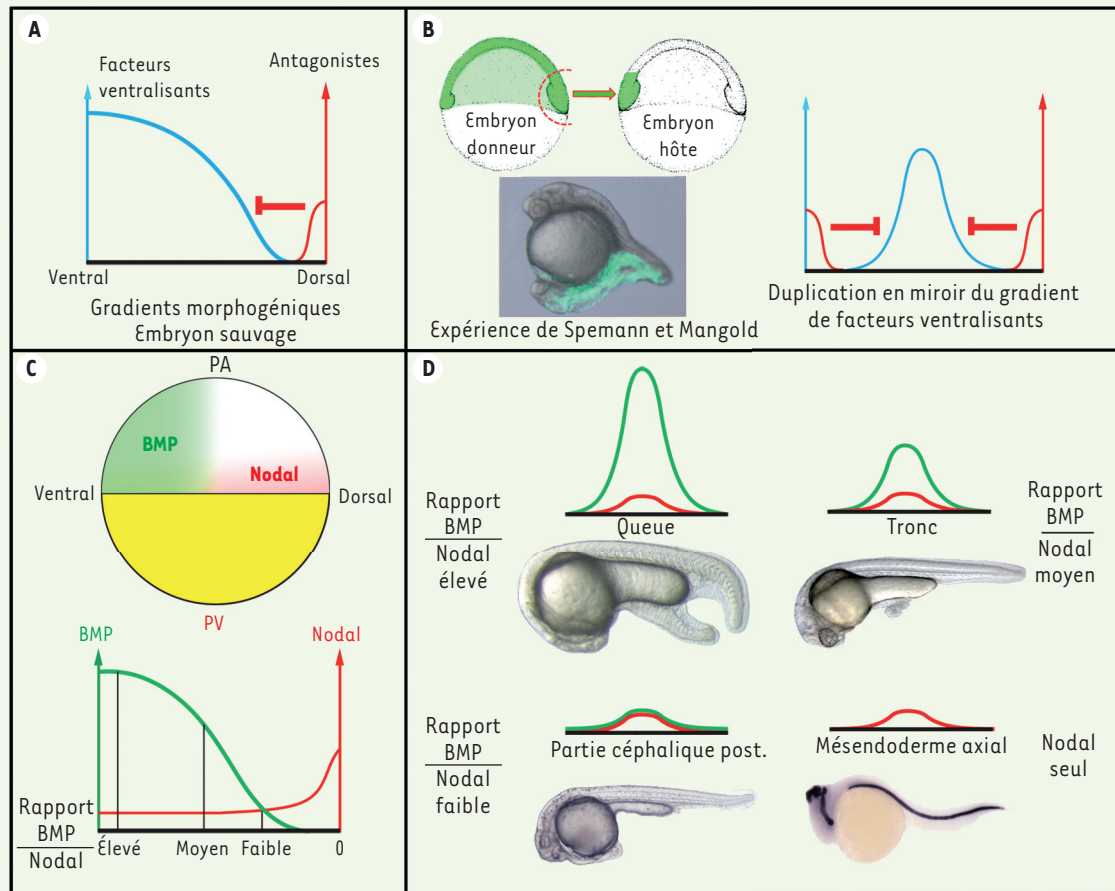 A
Facteurs
ventralisants
Antagonistes
Ventral
Dorsal
Gradients morphogéniques
Embryon sauvage
B
Embryon
donneur
Embryon
hôte
Expérience de Spemann et Mangold
Duplication en miroir du gradient
de facteurs ventralisants
C
PA
BMP
Nodal
Ventral
Dorsal
PV
BMP
Nodal
Rapport
BMP
Nodal
Élevé
Moyen
Faible
0
D
Rapport
BMP
Nodal
élevé
Queue
Tronc
Rapport
BMP
Nodal
moyen
Rapport
BMP
Nodal
faible
Partie céphalique post.
Mésendoderme axial
Nodal
seul